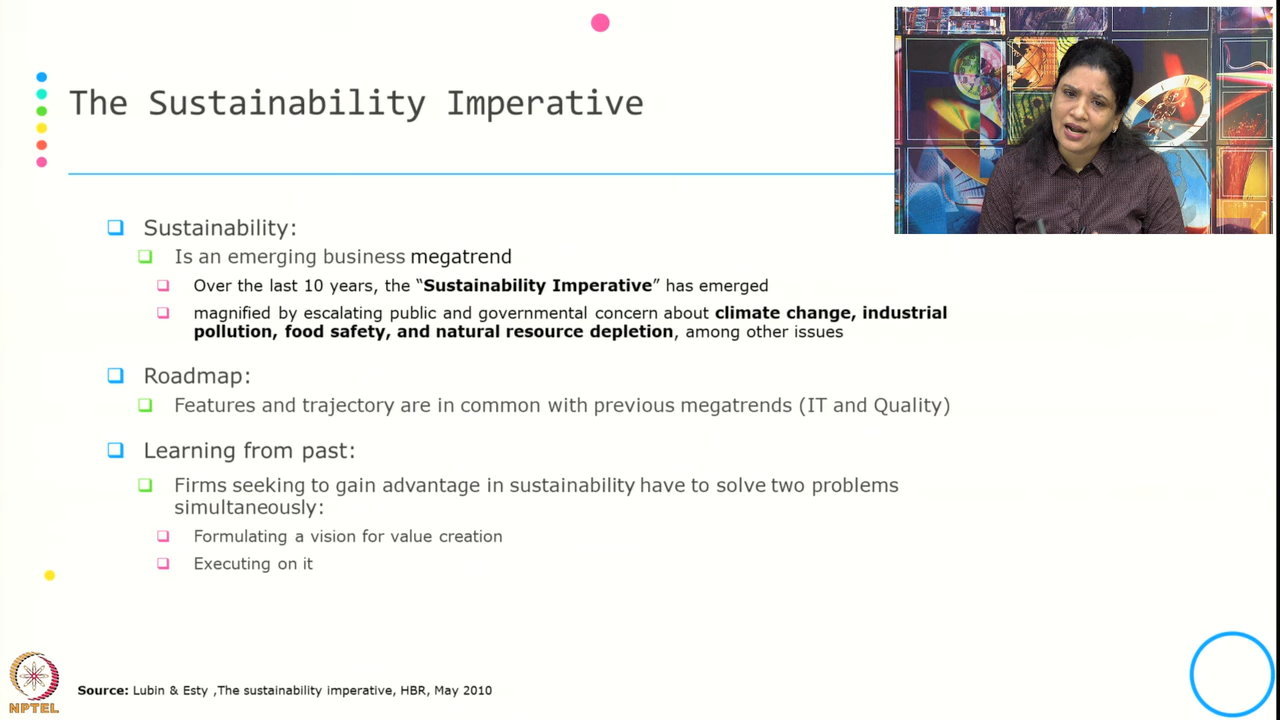 The Sustainability Imperative
Sustainability:
Is an emerging business megatrend
Over the last 10 years, the “Sustainability Imperative” has emerged
magnified by escalating public and governmental concern about climate change, industrial
pollution, food safety, and natural resource depletion, among other issues
Roadmap:
Features and trajectory are in common with previous megatrends (IT and Quality)
Learning from past:
Firms seeking to gain advantage in sustainability have to solve two problems
simultaneously:
Formulating a vision for value creation
Executing on it
NPTEL
Source: Lubin & Esty ,The sustainability imperative, HBR, May 2010